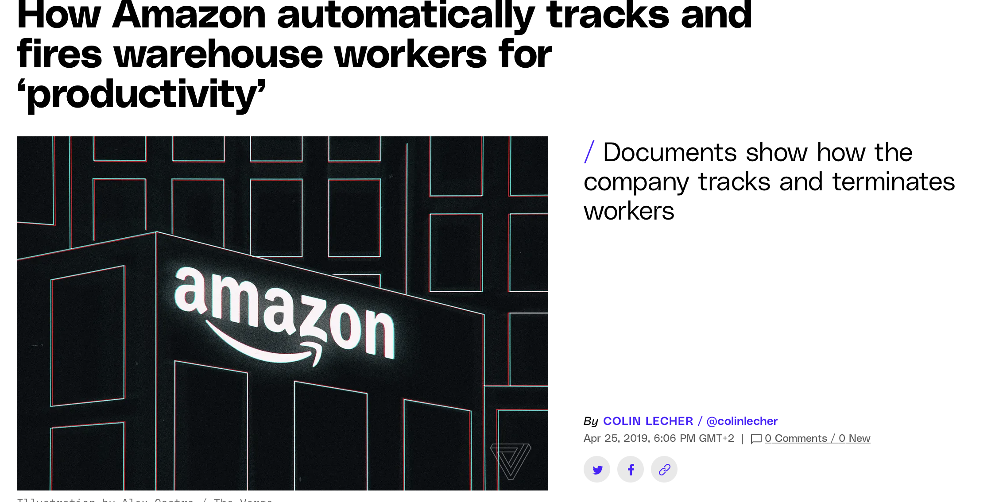 How Amazon automatically tracks and
fires warehouse workers for
‘productivity’
/ Documents show how the
company tracks and terminates
workers
amazon
By COLIN LECHER / @colinlecher
Apr 25, 2019, 6:06 PM GMT+2 | 0 Comments / 0 New
Illustration by Alex Castro / The Verge